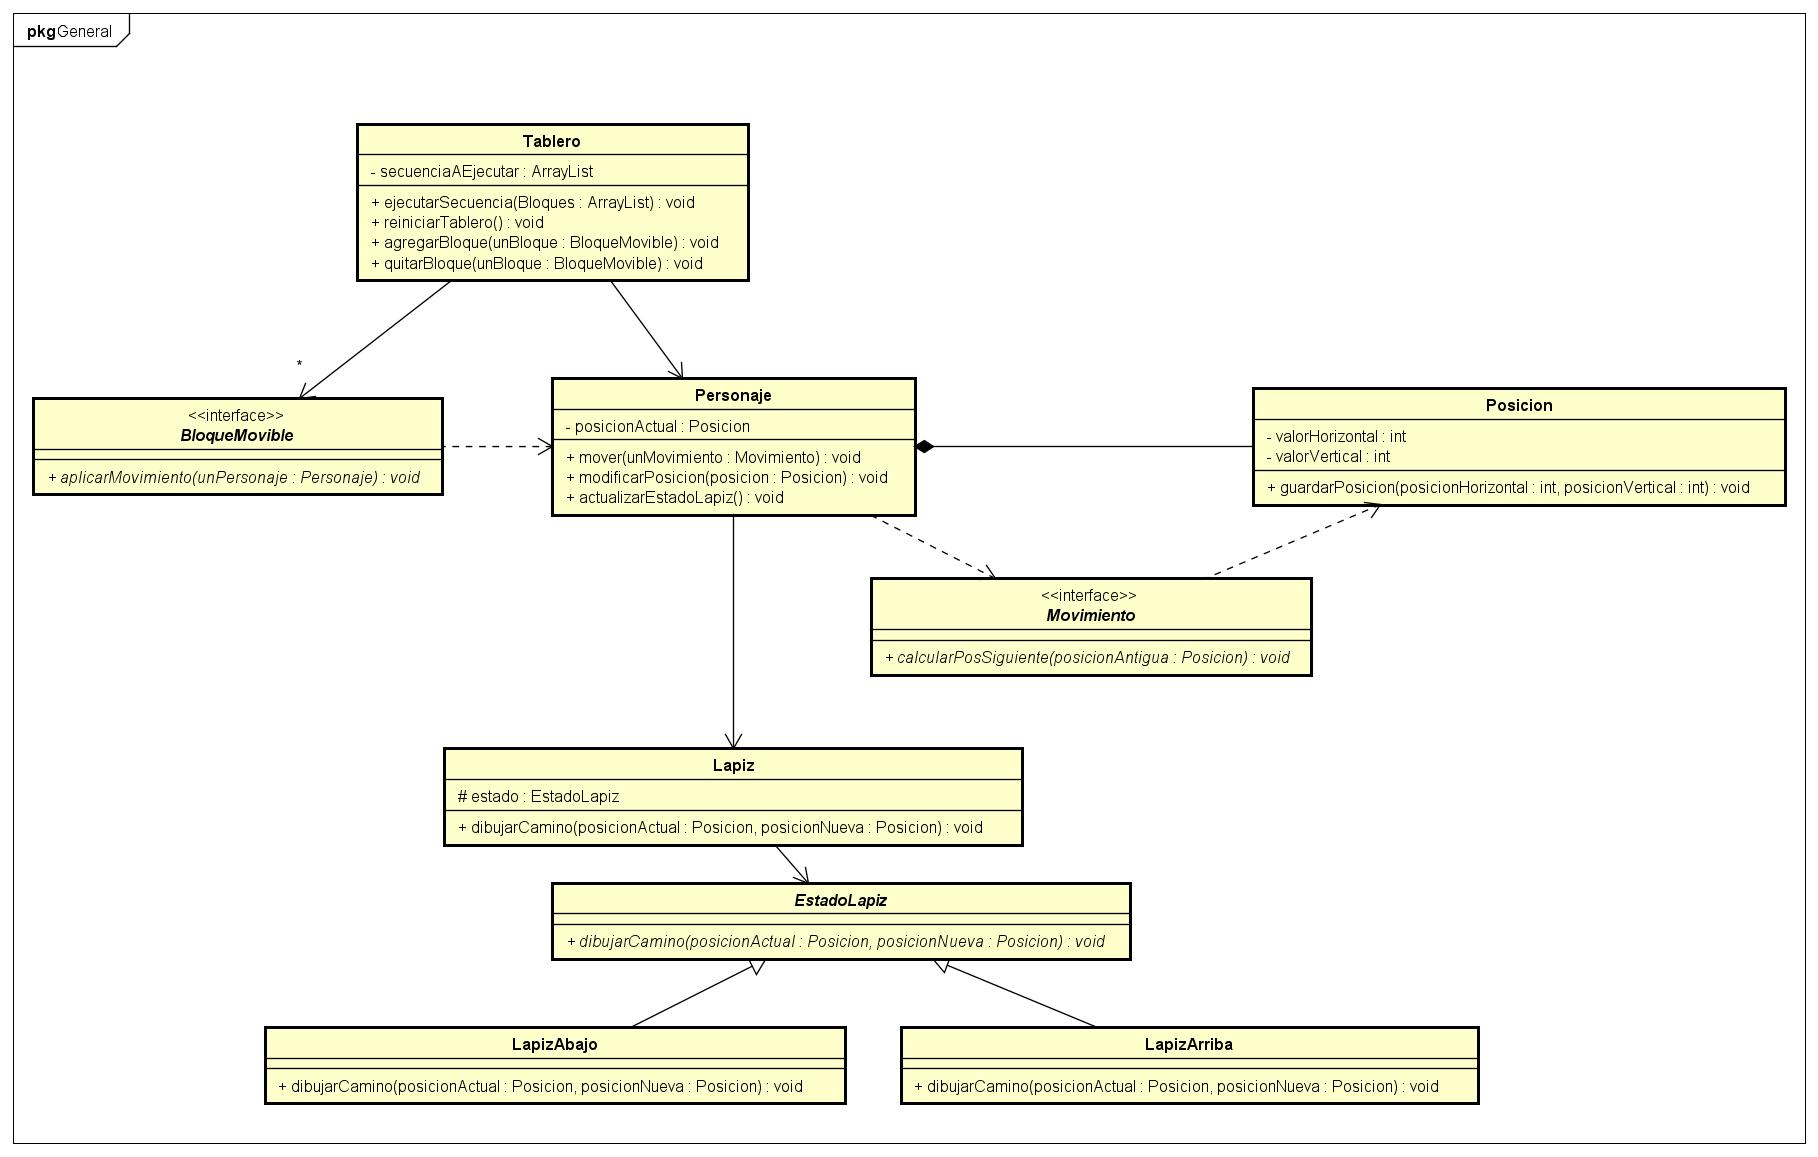 pkg General
Tablero
- secuenciaAEjecutar : ArrayList
+ ejecutarSecuencia(Bloques : ArrayList) : void
+ reiniciarTablero() : void
+ agregarBloque(unBloque : BloqueMovible) : void
+ quitarBloque(unBloque : BloqueMovible) : void
*
<<interface>>
BloqueMovible
+ aplicarMovimiento(unPersonaje : Personaje) : void
Personaje
- posicionActual : Posicion
+ mover(unMovimiento : Movimiento) : void
+ modificarPosicion(posicion : Posicion) : void
+ actualizarEstadoLapiz() : void
Posicion
- valorHorizontal : int
- valorVertical : int
+ guardarPosicion(posicionHorizontal : int, posicionVertical : int) : void
<<interface>>
Movimiento
+ calcularPosSiguiente(posicionAntigua : Posicion) : void
Lapiz
# estado : EstadoLapiz
+ dibujarCamino(posicionActual : Posicion, posicionNueva : Posicion) : void
EstadoLapiz
+ dibujarCamino(posicionActual : Posicion, posicionNueva : Posicion) : void
LapizAbajo
+ dibujarCamino(posicionActual : Posicion, posicionNueva : Posicion) : void
LapizArriba
+ dibujarCamino(posicionActual : Posicion, posicionNueva : Posicion) : void